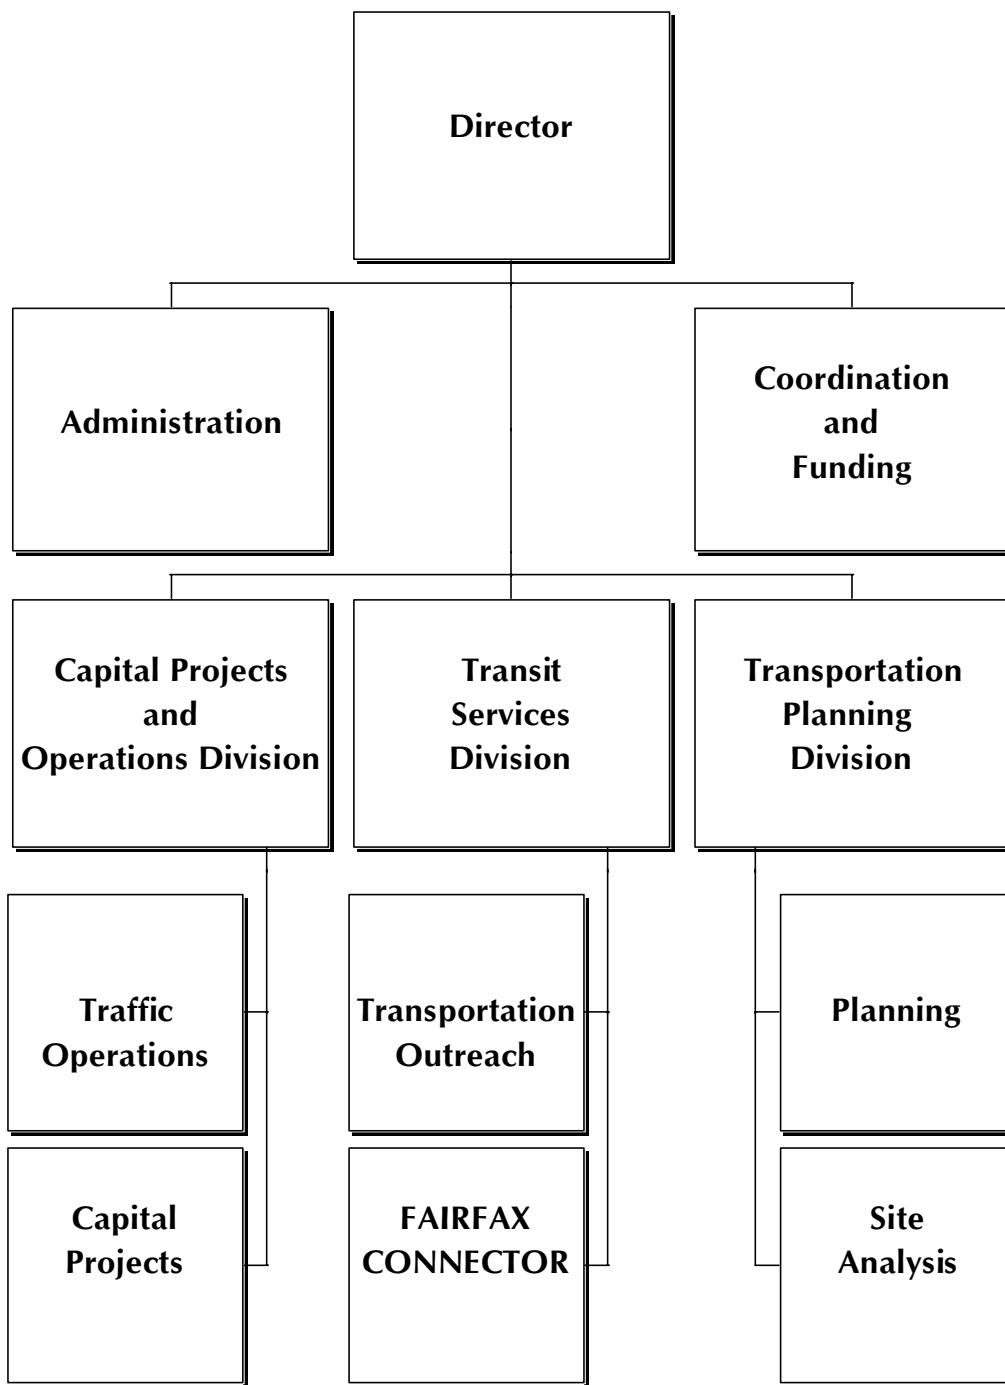 Director
Administration
Coordination
and
Funding
Capital Projects
and
Operations Division
Transit
Services
Division
Transportation
Planning
Division
Traffic
Operations
Transportation
Outreach
Planning
Capital
Projects
FAIRFAX
CONNECTOR
Site
Analysis